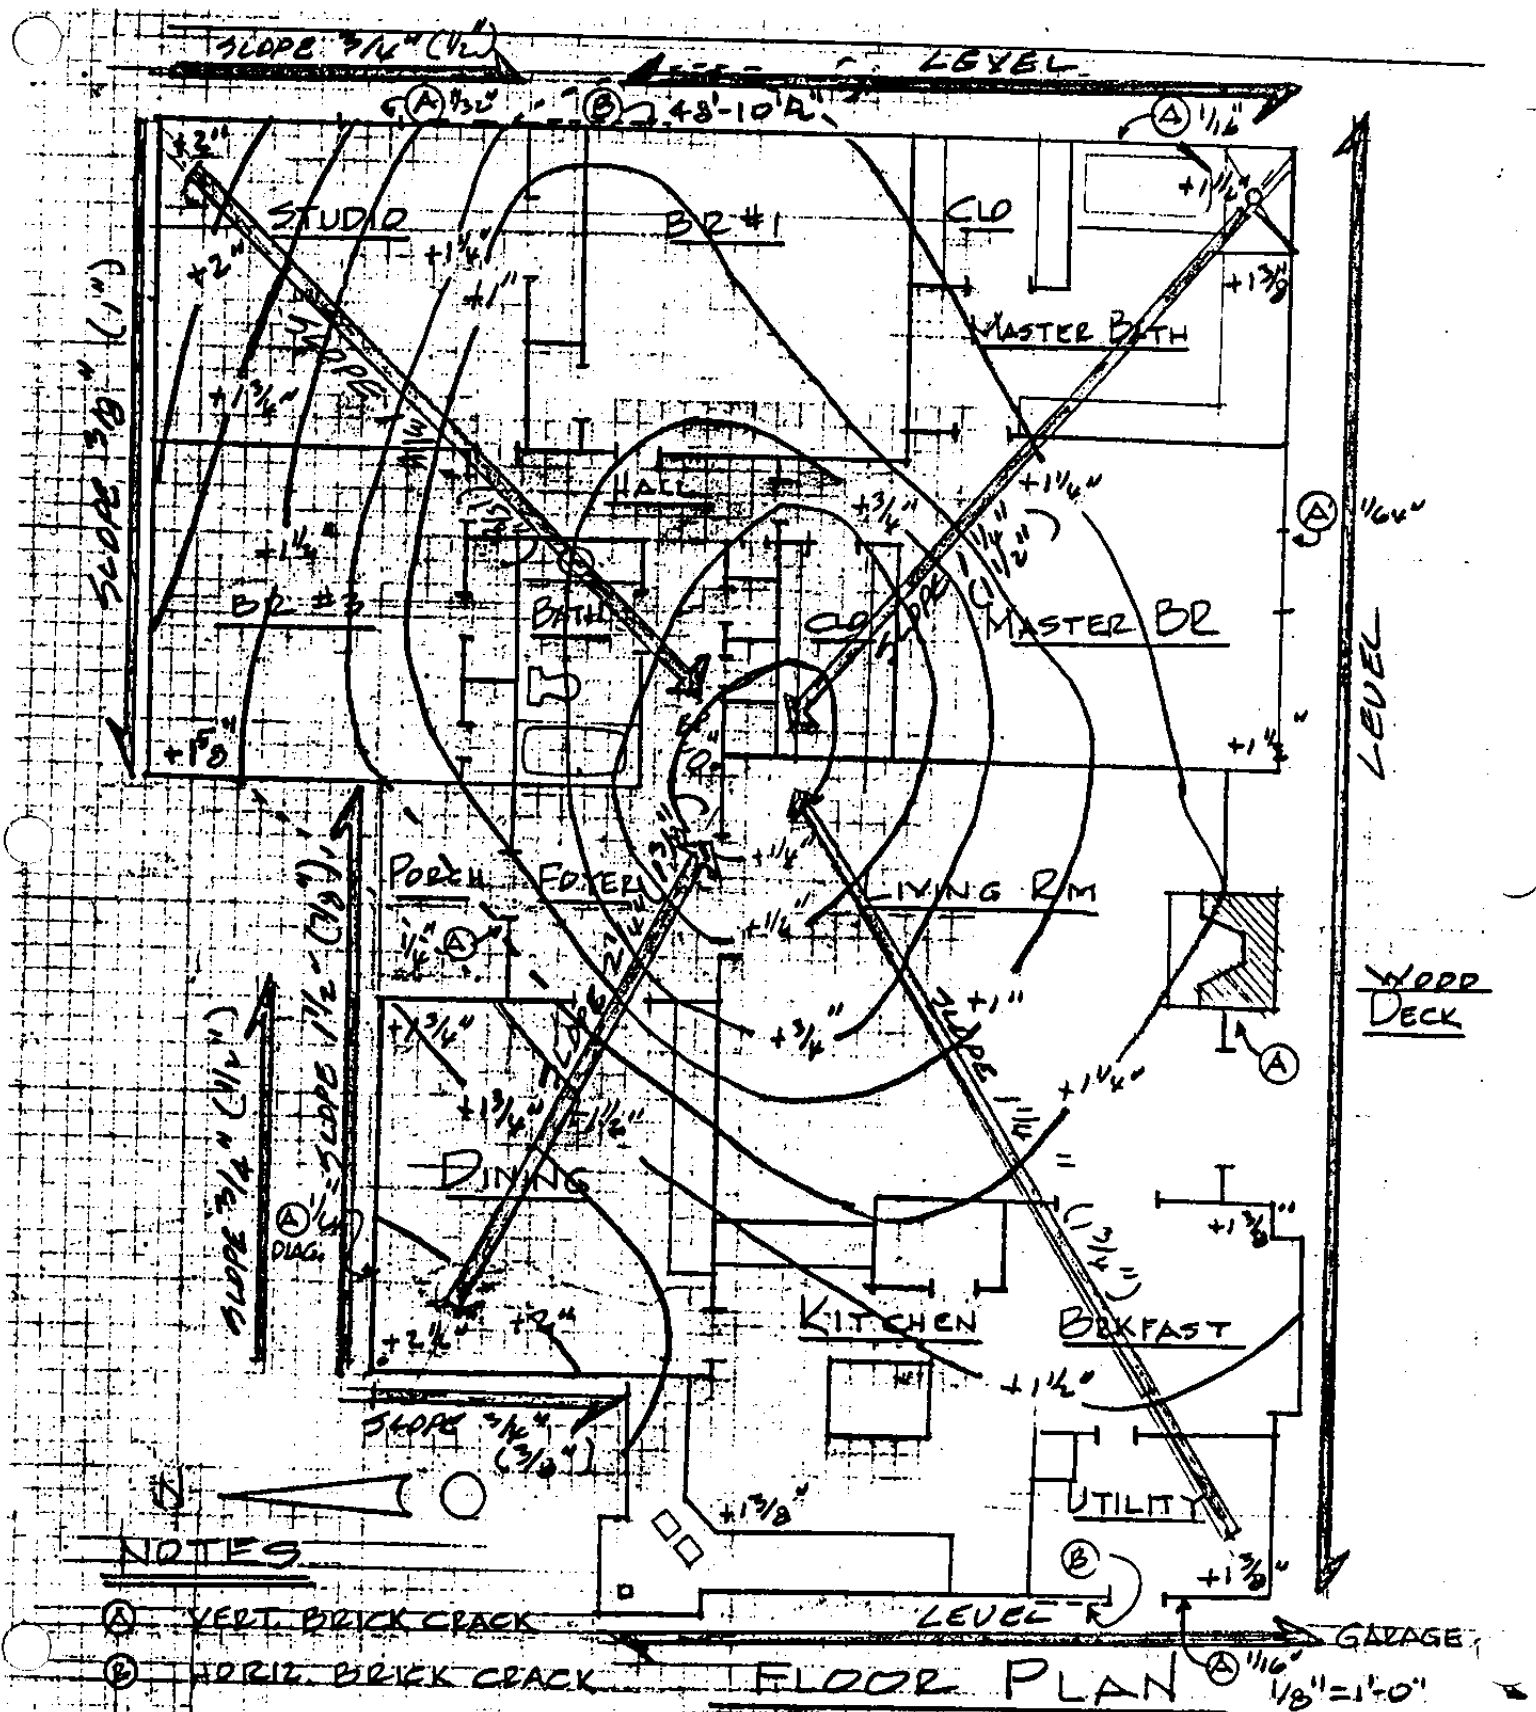 SLOPE 3/4" (1/2")
LEVEL
A 1/32"
B 48'-10
A 1/16"
+2"
+1 1/4"
STUDIO
BR #1
CLO
+2"
+1 1/4"
+1"
+1 3/8"
MASTER BATH
SLOPE 3/8" (1")
+1 3/4"
SLOPE
HALL
+3/4"
+1 1/4"
A 1/64"
+1 1/2"
BR #3
BATH
CLO
SLOPE 1 1/4"
(1 1/2"
MASTER BR
LEVEL
+1 5/8"
BP
"0"
PORCH
FOYER
+1/4"
LIVING RM
1/4" A
+1/4"
WOOD
DECK
+1 3/4"
+3/4"
+1"
SLOPE
A
SLOPE 3/4" (1/2")
SLOPE 1 1/2" (7/8")
+1 3/4"
+1 1/2"
+1 1/4"
DINING
A 1/4"
DIAG.
+1 3/8"
+2 1/2"
+2"
KITCHEN
BRKFAST
+1 1/2"
SLOPE 3/4"
(3/8")
+1 3/8"
UTILITY
NOTES
B
+1 3/8"
A VERT. BRICK CRACK
LEVEL
GARAGE
B HORIZ. BRICK CRACK
FLOOR PLAN
A 1/16"
1/8"=1'-0"